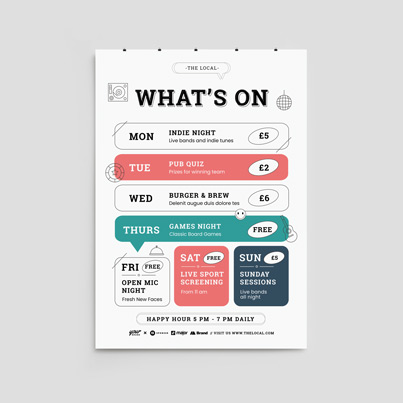 -THE LOCAL-
WHAT'S ON
MON
INDIE NIGHT
Live bands and indie tunes
£5
TUE
PUB QUIZ
Prize for winning team
£2
WED
BURGER & BREW
Delenit augue duis dolore tes
£6
THURS
GAMES NIGHT
Classic Board Games
FREE
FRI
FREE
OPEN MIC
NIGHT
Fresh New Faces
SAT
FREE
LIVE SPORT
SCREENING
From 11 am
SUN
£5
SUNDAY
SESSIONS
Live bands
all night
HAPPY HOUR 5 PM - 7 PM DAILY
major
Brand
// VISIT US WWW.THELOCAL.COM